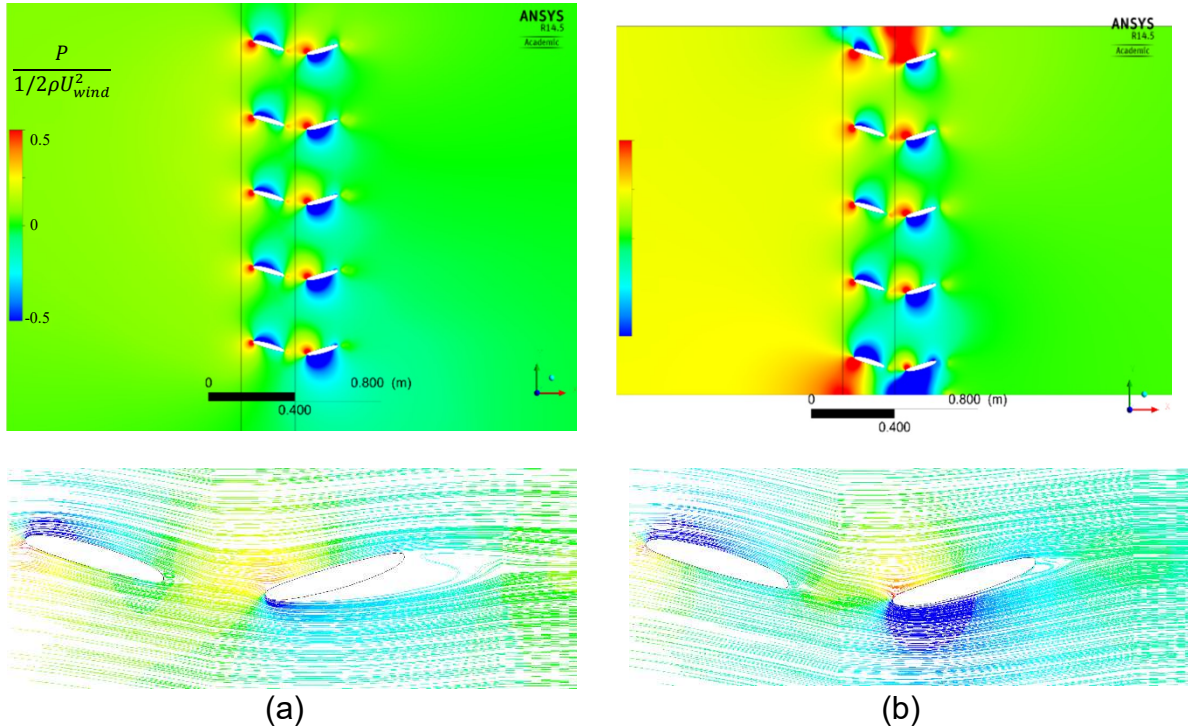 ANSYS
R14.5
Academic
P
1/2ρU²wind
0.5
0
-0.5
0 0.800 (m)
0.400
ANSYS
R14.5
Academic
0 0.800 (m)
0.400
(a) (b)